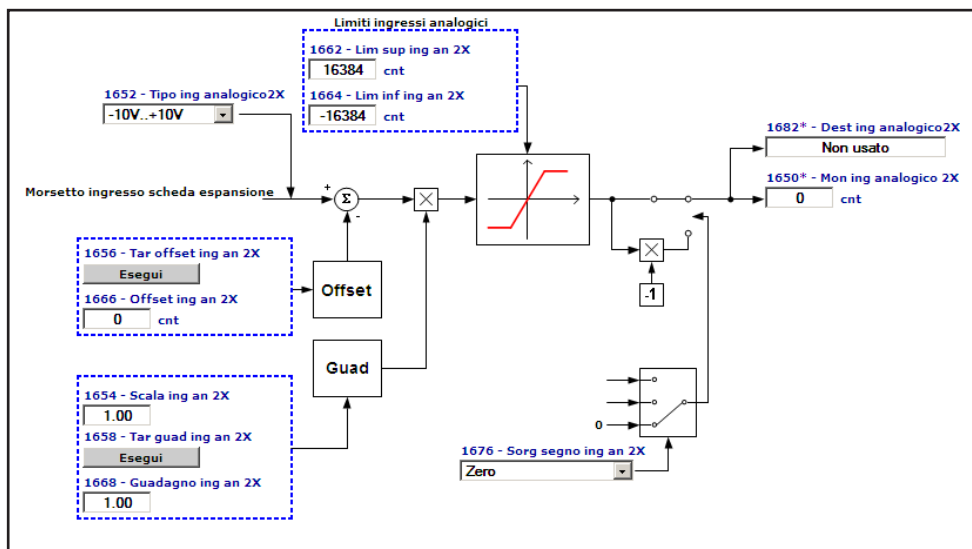 Limiti ingressi analogici
1662 - Lim sup ing an 2X
16384 cnt
1664 - Lim inf ing an 2X
-16384 cnt
1652 - Tipo ing analogico2X
-10V..+10V
Morsetto ingresso scheda espansione
+
Σ
-
×
1682* - Dest ing analogico2X
Non usato
1650* - Mon ing analogico 2X
0 cnt
×
-1
1656 - Tar offset ing an 2X
Esegui
1666 - Offset ing an 2X
0 cnt
Offset
Guad
1654 - Scala ing an 2X
1.00
1658 - Tar guad ing an 2X
Esegui
1668 - Guadagno ing an 2X
1.00
0
1676 - Sorg segno ing an 2X
Zero